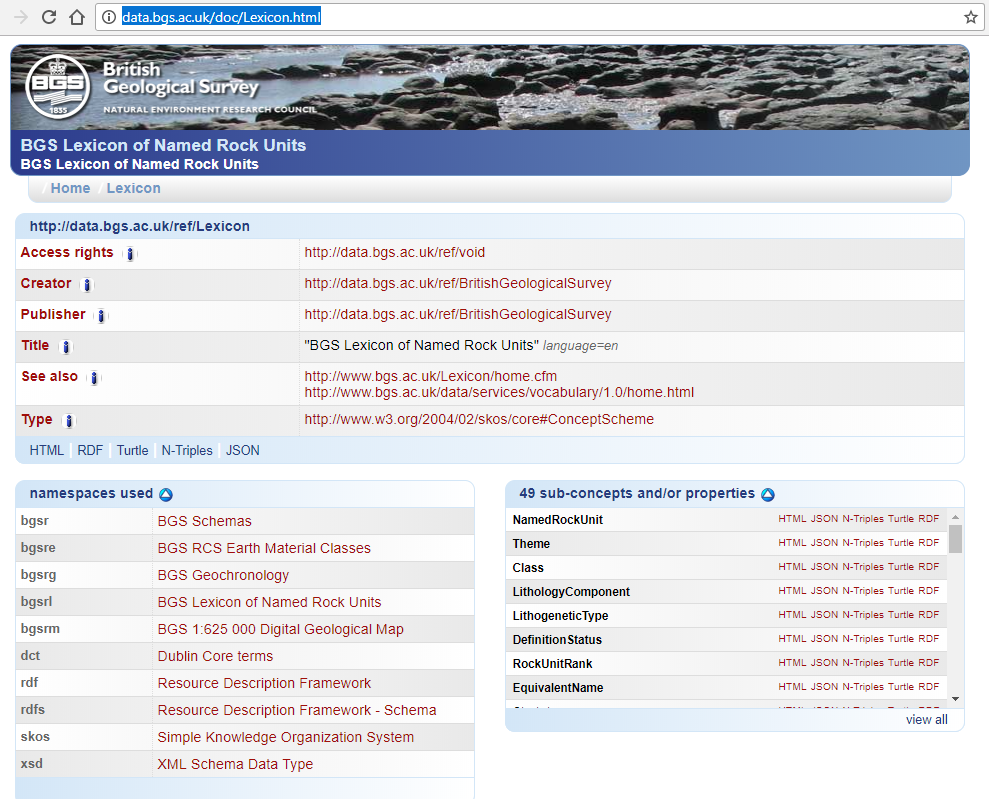 data.bgs.ac.uk/doc/Lexicon.html
BGS
1835
British
Geological Survey
NATURAL ENVIRONMENT RESEARCH COUNCIL
BGS Lexicon of Named Rock Units
BGS Lexicon of Named Rock Units
/ Home / Lexicon
http://data.bgs.ac.uk/ref/Lexicon
Access rights i http://data.bgs.ac.uk/ref/void
Creator i http://data.bgs.ac.uk/ref/BritishGeologicalSurvey
Publisher i http://data.bgs.ac.uk/ref/BritishGeologicalSurvey
Title i "BGS Lexicon of Named Rock Units" language=en
See also i http://www.bgs.ac.uk/Lexicon/home.cfm
http://www.bgs.ac.uk/data/services/vocabulary/1.0/home.html
Type i http://www.w3.org/2004/02/skos/core#ConceptScheme
HTML | RDF | Turtle | N-Triples | JSON
namespaces used
bgsr BGS Schemas
bgsre BGS RCS Earth Material Classes
bgsrg BGS Geochronology
bgsrl BGS Lexicon of Named Rock Units
bgsrm BGS 1:625 000 Digital Geological Map
dct Dublin Core terms
rdf Resource Description Framework
rdfs Resource Description Framework - Schema
skos Simple Knowledge Organization System
xsd XML Schema Data Type
49 sub-concepts and/or properties
NamedRockUnit HTML JSON N-Triples Turtle RDF
Theme HTML JSON N-Triples Turtle RDF
Class HTML JSON N-Triples Turtle RDF
LithologyComponent HTML JSON N-Triples Turtle RDF
LithogeneticType HTML JSON N-Triples Turtle RDF
DefinitionStatus HTML JSON N-Triples Turtle RDF
RockUnitRank HTML JSON N-Triples Turtle RDF
EquivalentName HTML JSON N-Triples Turtle RDF
view all